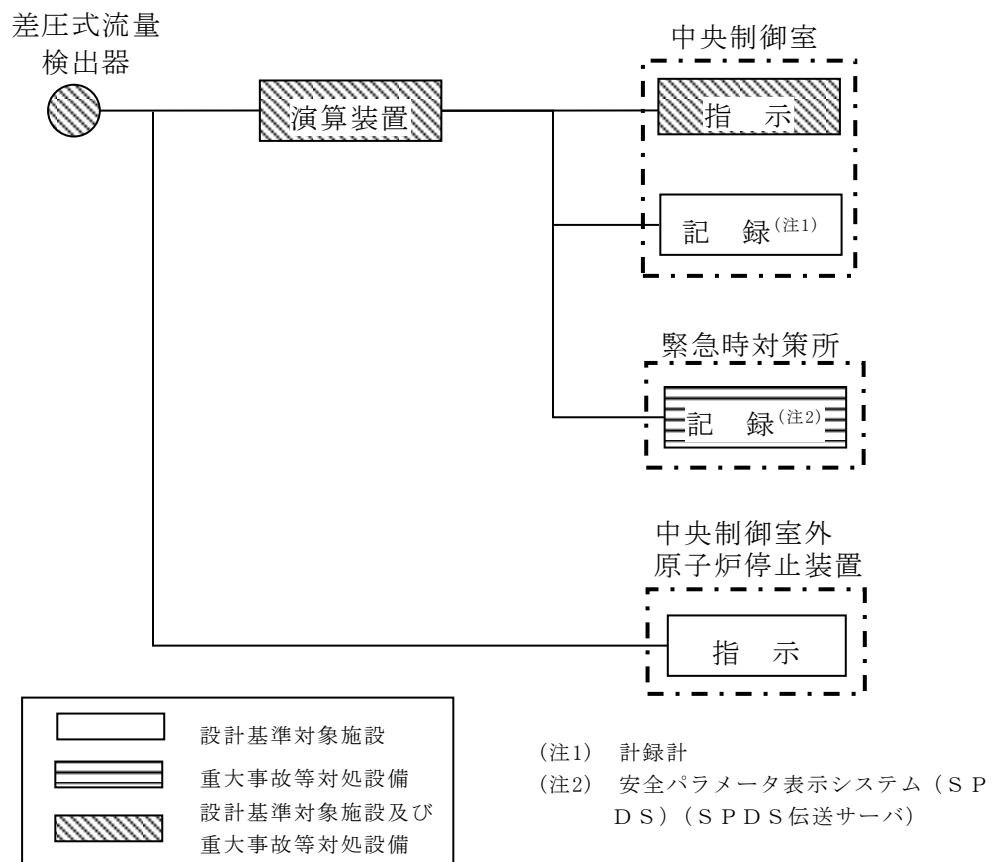 差圧式流量
検出器
演算装置
中央制御室
指　示
記　録(注1)
緊急時対策所
記　録(注2)
中央制御室外
原子炉停止装置
指　示
設計基準対象施設
重大事故等対処設備
設計基準対象施設及び
重大事故等対処設備
(注1)　計録計
(注2)　安全パラメータ表示システム（ＳＰ
ＤＳ）（ＳＰＤＳ伝送サーバ）